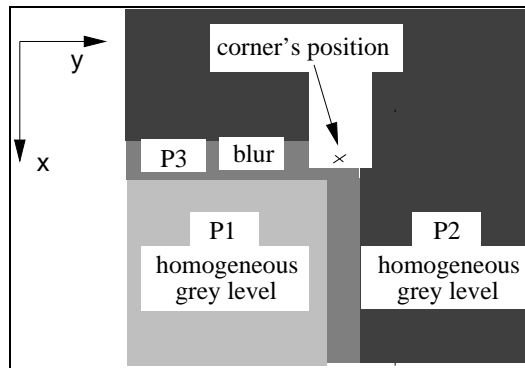 corner's position
y
x
P3
blur
P1
homogeneous
grey level
P2
homogeneous
grey level